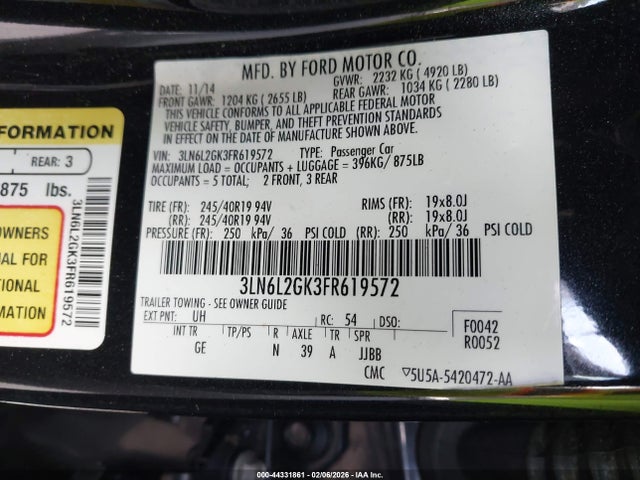 MFD. BY FORD MOTOR CO.
DATE: 11/14 GVWR: 2232 KG ( 4920 LB)
FRONT GAWR: 1204 KG ( 2655 LB) REAR GAWR: 1034 KG ( 2280 LB)
THIS VEHICLE CONFORMS TO ALL APPLICABLE FEDERAL MOTOR
VEHICLE SAFETY, BUMPER, AND THEFT PREVENTION STANDARDS
IN EFFECT ON THE DATE OF MANUFACTURE SHOWN ABOVE.
VIN: 3LN6L2GK3FR619572 TYPE: Passenger Car
MAXIMUM LOAD = OCCUPANTS + LUGGAGE = 396KG/ 875LB
OCCUPANTS = 5 TOTAL; 2 FRONT, 3 REAR
TIRE (FR): 245/40R19 94V RIMS (FR): 19x8.0J
(RR): 245/40R19 94V (RR): 19x8.0J
PRESSURE (FR): 250 kPa/ 36 PSI COLD (RR): 250 kPa/ 36 PSI COLD
3LN6L2GK3FR619572
TRAILER TOWING - SEE OWNER GUIDE
EXT PNT: UH RC: 54 DSO: F0042
R0052
INT TR TP/PS R AXLE TR SPR
GE N 39 A JJBB
CMC ▽5U5A-5420472-AA
FORMATION
REAR: 3
875 lbs.
OWNERS
UAL FOR
TIONAL
MATION
3LN6L2GK3FR619572
000-44331861 - 02/06/2026 - IAA Inc.